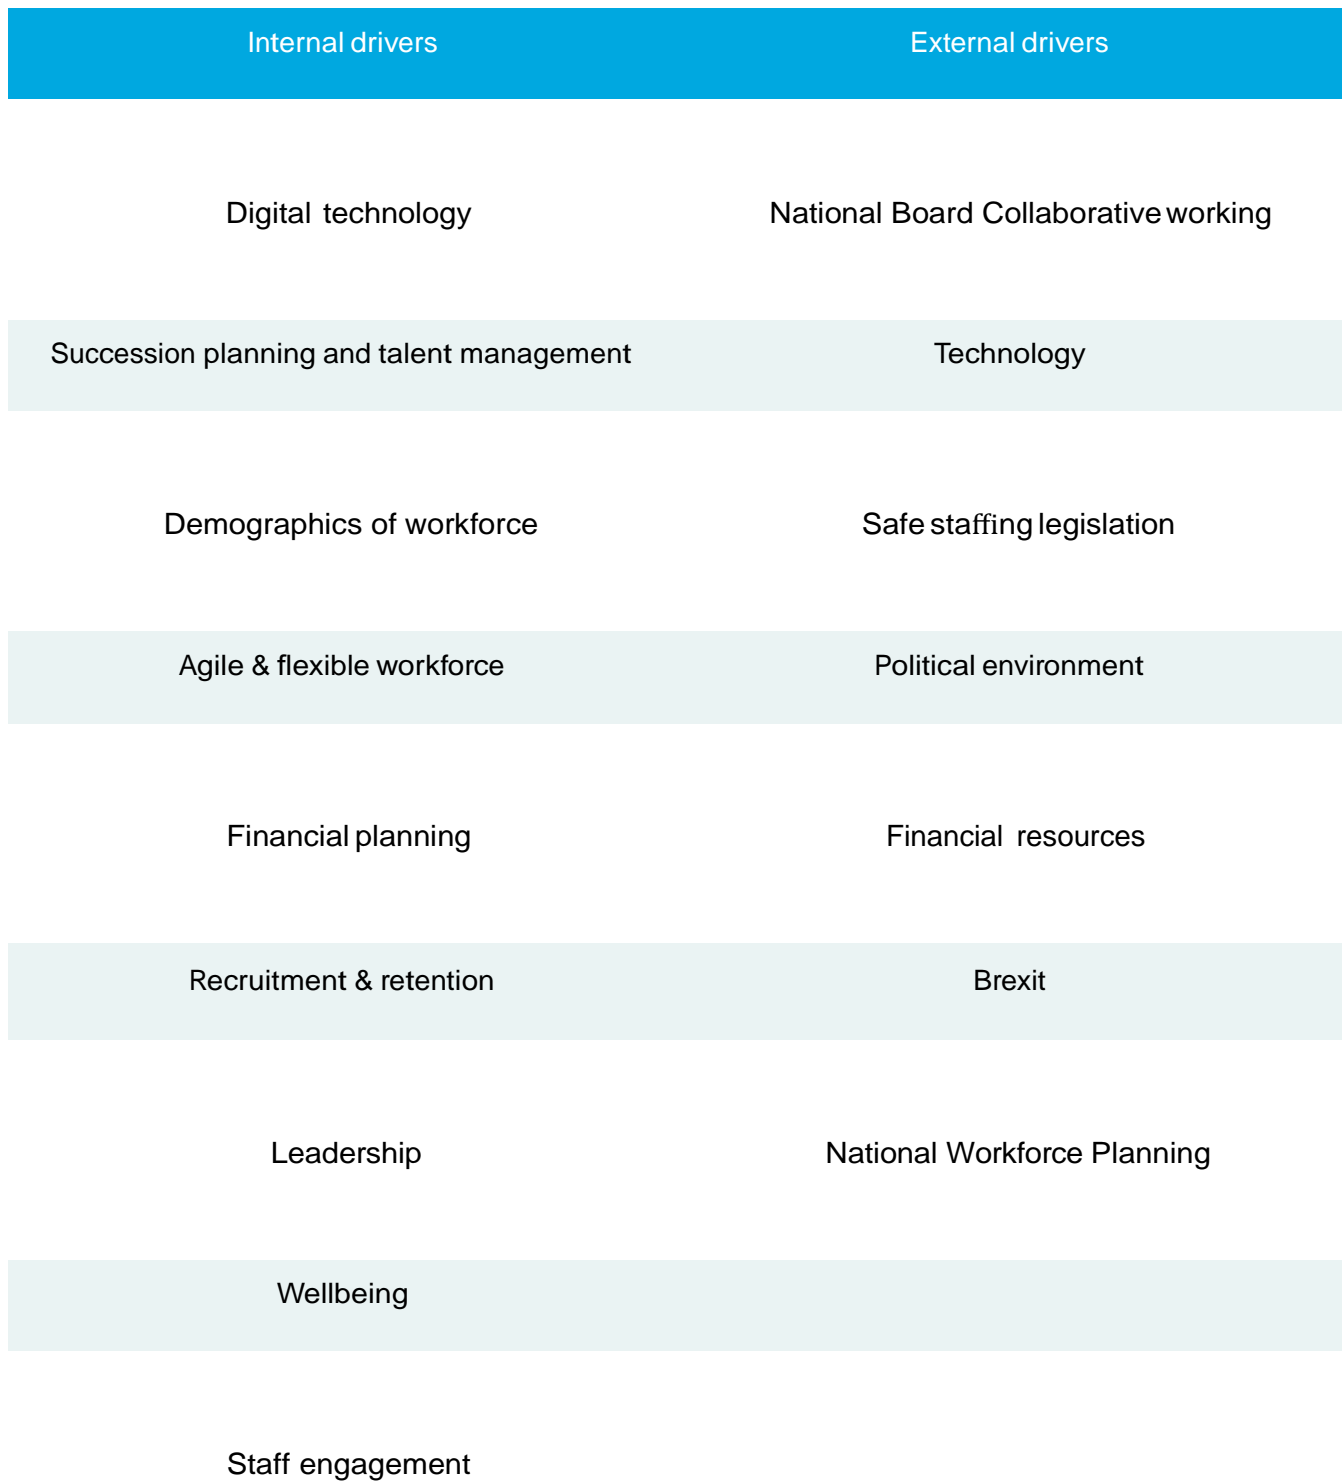 Internal drivers External drivers
Digital technology National Board Collaborative working
Succession planning and talent management Technology
Demographics of workforce Safe staffing legislation
Agile & flexible workforce Political environment
Financial planning Financial resources
Recruitment & retention Brexit
Leadership National Workforce Planning
Wellbeing
Staff engagement